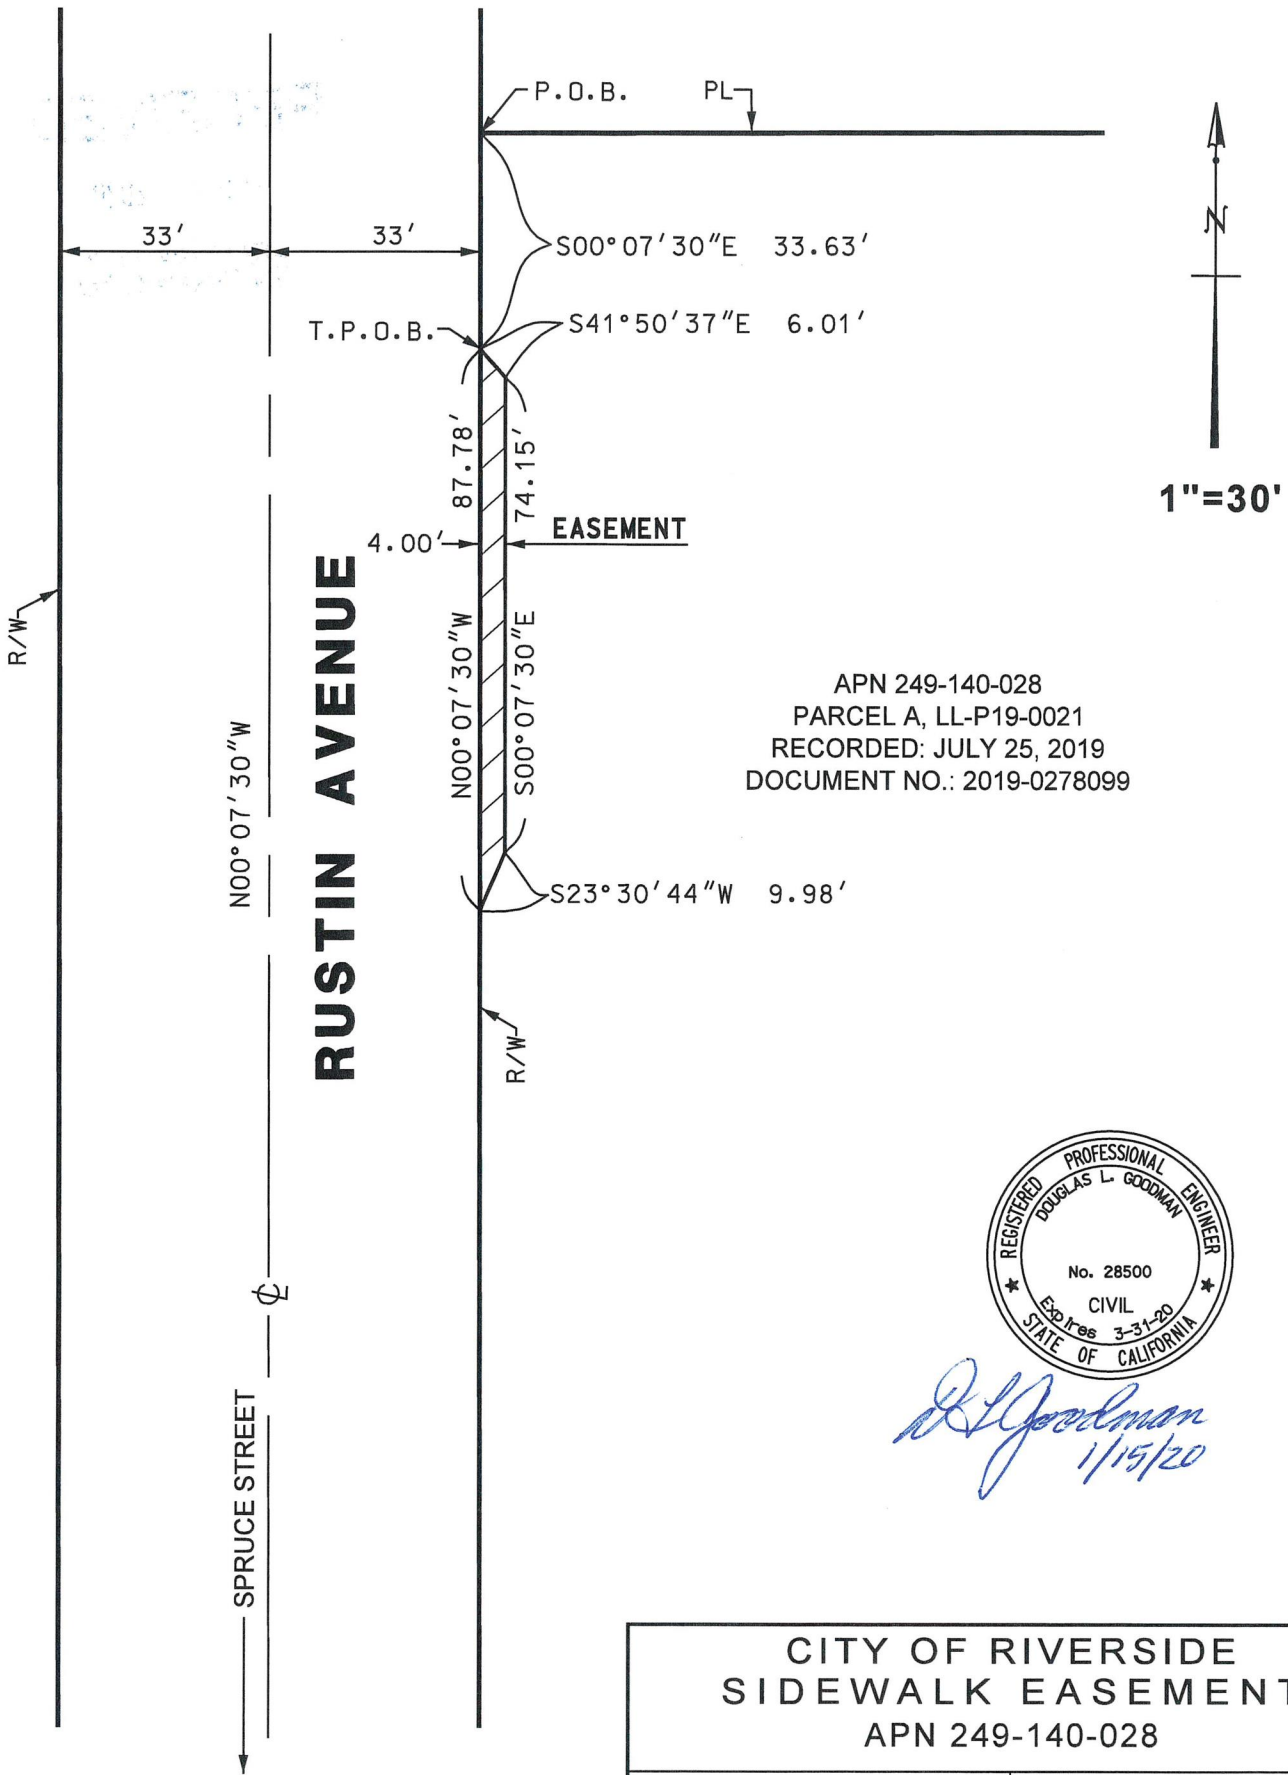 P.O.B.
PL
33'
33'
S00°07'30"E 33.63'
T.P.O.B.
S41°50'37"E 6.01'
N
1"=30'
87.78'
74.15'
4.00'
EASEMENT
R/W
N00°07'30"W
S00°07'30"E
N00°07'30"W
RUSTIN AVENUE
APN 249-140-028
PARCEL A, LL-P19-0021
RECORDED: JULY 25, 2019
DOCUMENT NO.: 2019-0278099
S23°30'44"W 9.98'
R/W
℄
SPRUCE STREET
REGISTERED PROFESSIONAL ENGINEER
DOUGLAS L. GOODMAN
No. 28500
CIVIL
Expires 3-31-20
STATE OF CALIFORNIA
D L Goodman
1/15/20
CITY OF RIVERSIDE
SIDEWALK EASEMENT
APN 249-140-028